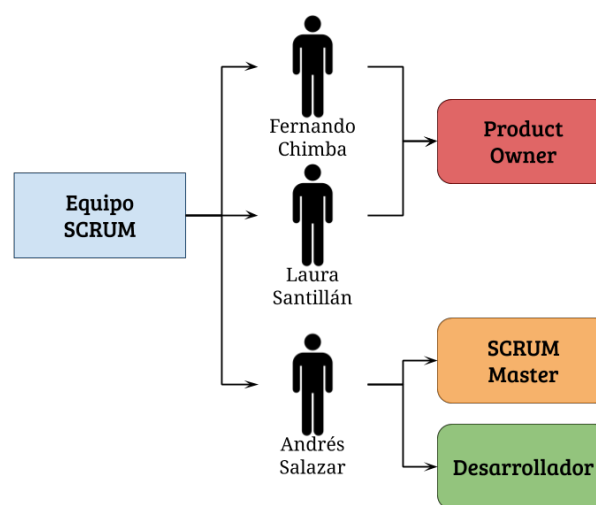 Equipo
SCRUM
Fernando
Chimba
Laura
Santillán
Andrés
Salazar
Product
Owner
SCRUM
Master
Desarrollador